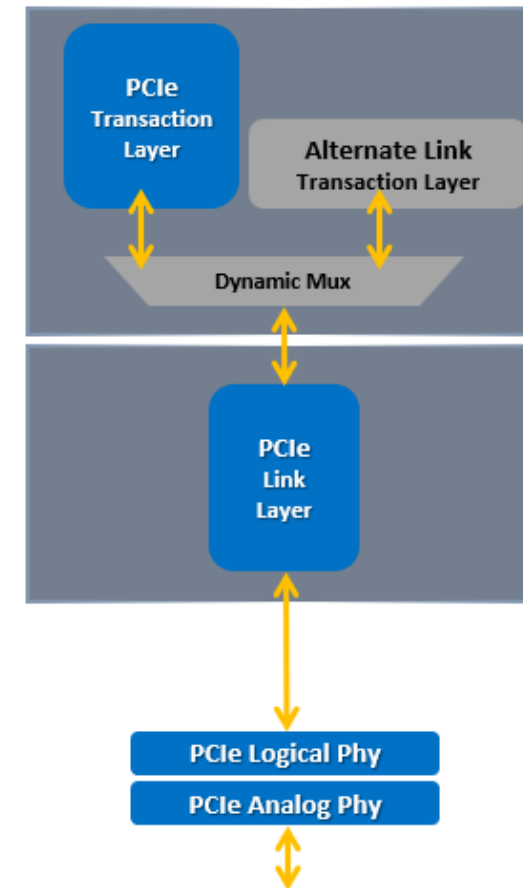 PCIe
Transaction
Layer
Alternate Link
Transaction Layer
Dynamic Mux
PCIe
Link
Layer
PCIe Logical Phy
PCIe Analog Phy